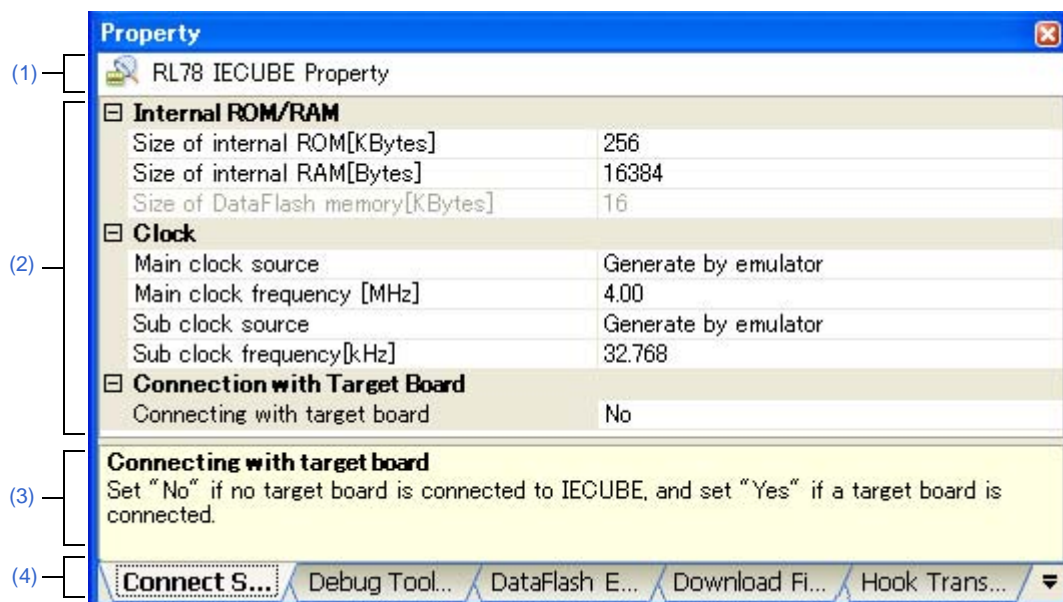 Property
(1)
RL78 IECUBE Property
(2)
Internal ROM/RAM
Size of internal ROM[KBytes] 256
Size of internal RAM[Bytes] 16384
Size of DataFlash memory[KBytes] 16
Clock
Main clock source Generate by emulator
Main clock frequency [MHz] 4.00
Sub clock source Generate by emulator
Sub clock frequency[kHz] 32.768
Connection with Target Board
Connecting with target board No
(3)
Connecting with target board
Set "No" if no target board is connected to IECUBE, and set "Yes" if a target board is
connected.
(4)
Connect S... Debug Tool... DataFlash E... Download Fi... Hook Trans...